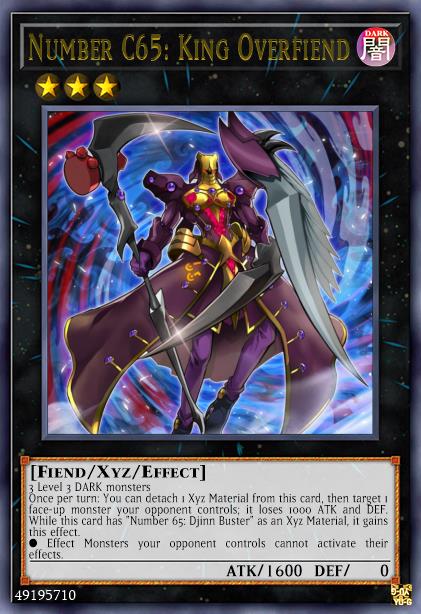 Number C65: King Overfiend
DARK
闇
65
[Fiend/Xyz/Effect]
3 Level 3 DARK monsters
Once per turn: You can detach 1 Xyz Material from this card, then target 1
face-up monster your opponent controls; it loses 1000 ATK and DEF.
While this card has "Number 65: Djinn Buster" as an Xyz Material, it gains
this effect.
● Effect Monsters your opponent controls cannot activate their
effects.
ATK/1600 DEF/ 0
49195710